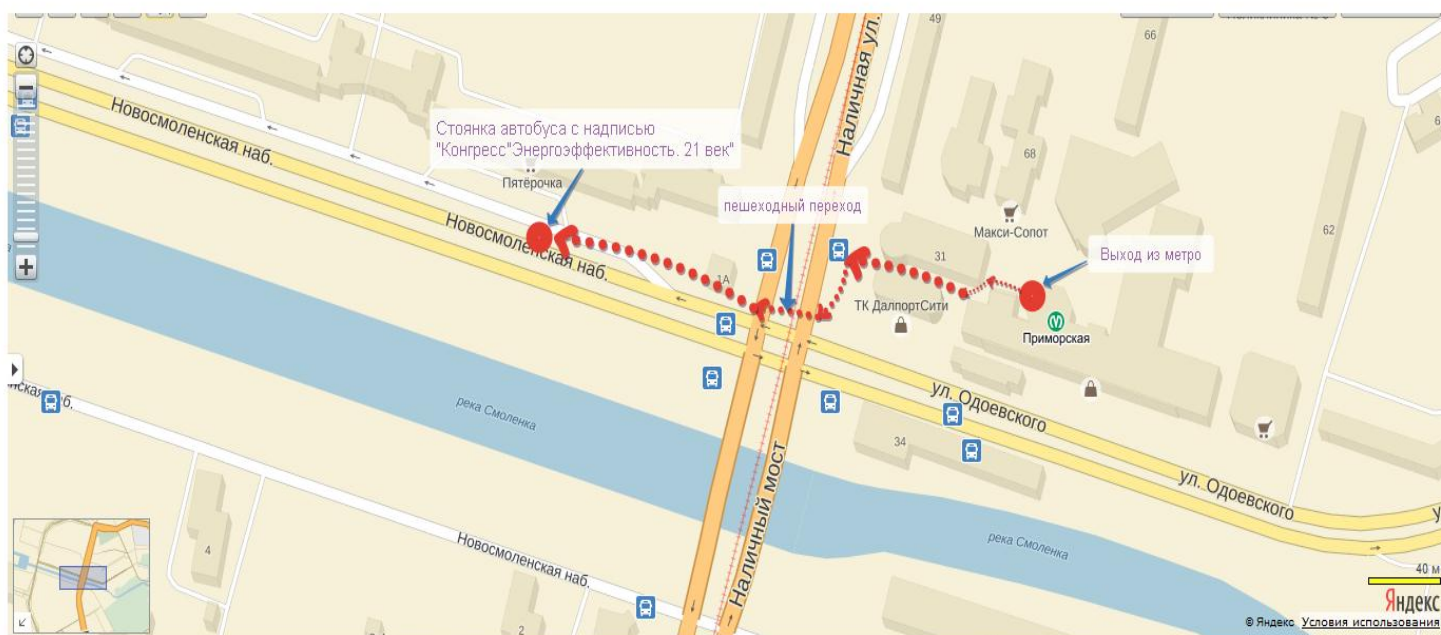 49
66
Наличная ул.
Новосмоленская наб.
Стоянка автобуса с надписью
"Конгресс"Энергоэффективность. 21 век"
68
Пятёрочка
пешеходный переход
Макси-Сопот
62
Новосмоленская наб.
31
Выход из метро
1А
ТК ДалпортСити
Приморская
река Смоленка
ул. Одоевского
34
Наличный мост
ул. Одоевского
река Смоленка
4
Новосмоленская наб.
2
40 м
Яндекс
© Яндекс Условия использования